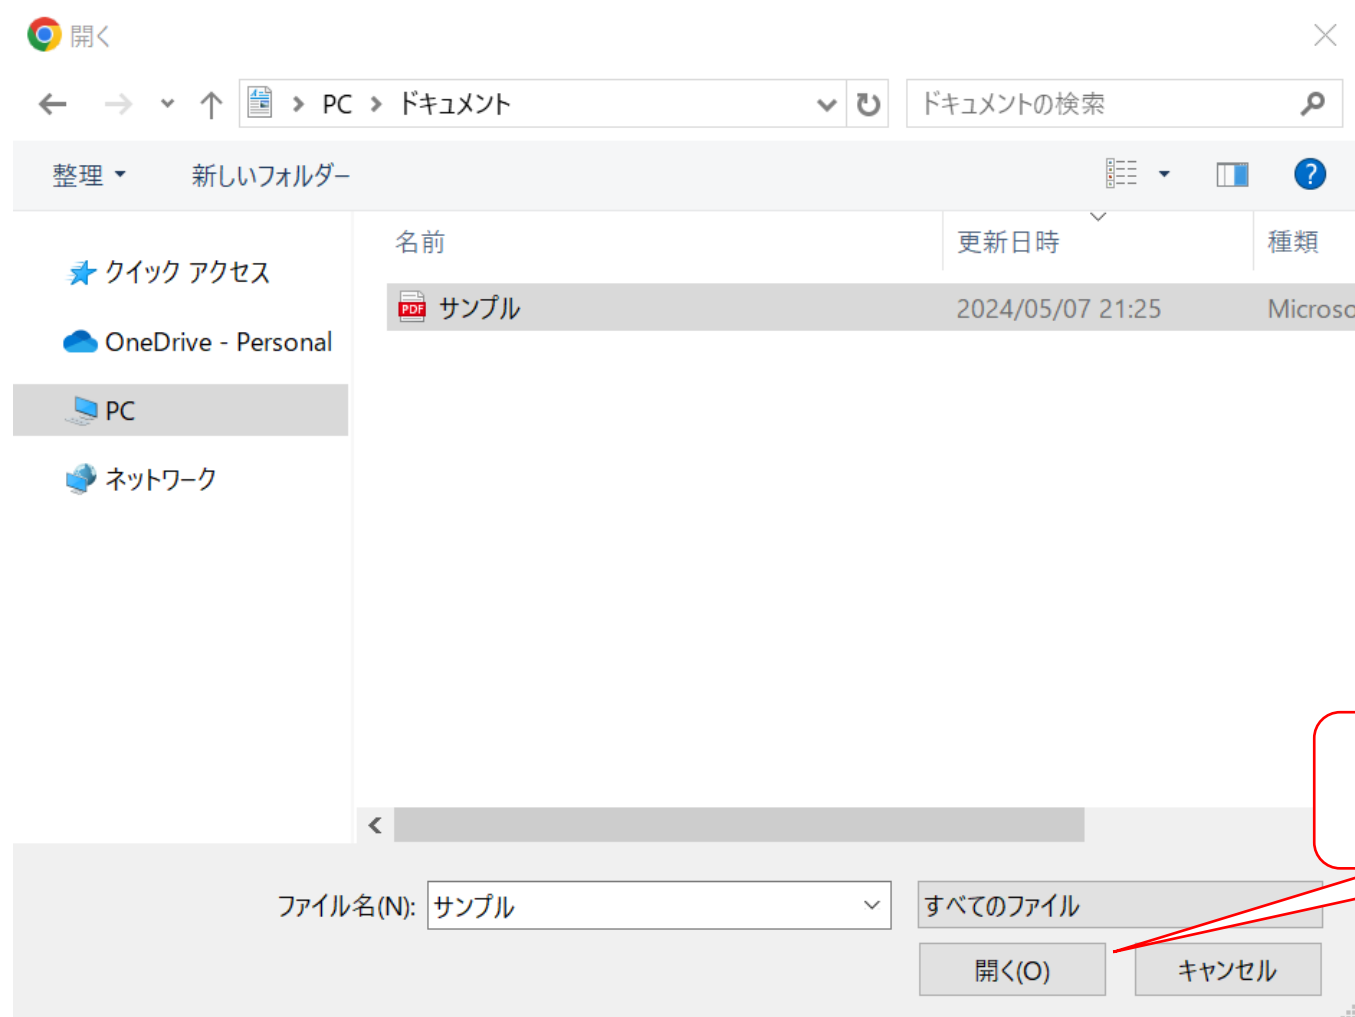 開く
PC ドキュメント ドキュメントの検索
整理 新しいフォルダー
名前 更新日時 種類
クイック アクセス
PDF サンプル 2024/05/07 21:25 Microso
OneDrive - Personal
PC
ネットワーク
ファイル名(N): サンプル すべてのファイル
開く(O) キャンセル